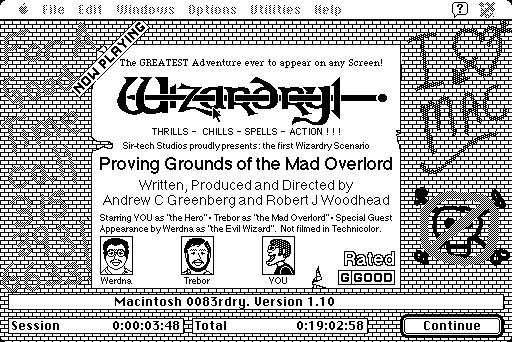 File Edit Windows Options Utilities Help
NOW PLAYING
The GREATEST Adventure ever to appear on any Screen!
Wizardry!
THRILLS - CHILLS - SPELLS - ACTION !!!
Sir-tech Studios proudly presents: the first Wizardry Scenario
Proving Grounds of the Mad Overlord
Written, Produced and Directed by
Andrew C Greenberg and Robert J Woodhead
Starring YOU as "the Hero" • Trebor as "the Mad Overlord" • Special Guest
Appearance by Werdna as "the Evil Wizard". Not filmed in Technicolor.
Werdna Trebor YOU
Rated
G GOOD
I ♥
MAC
Macintosh 0083rdry. Version 1.10
Session 0:00:03:48 Total 0:19:02:58 Continue